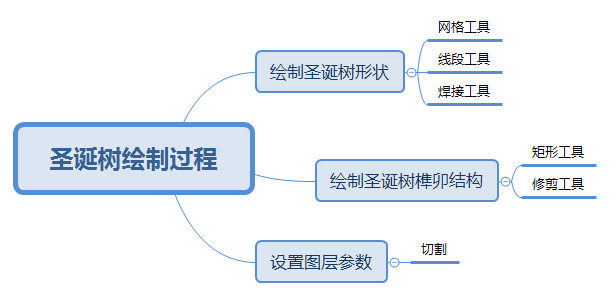 圣诞树绘制过程
绘制圣诞树形状
网格工具
线段工具
焊接工具
绘制圣诞树榫卯结构
矩形工具
修剪工具
设置图层参数
切割